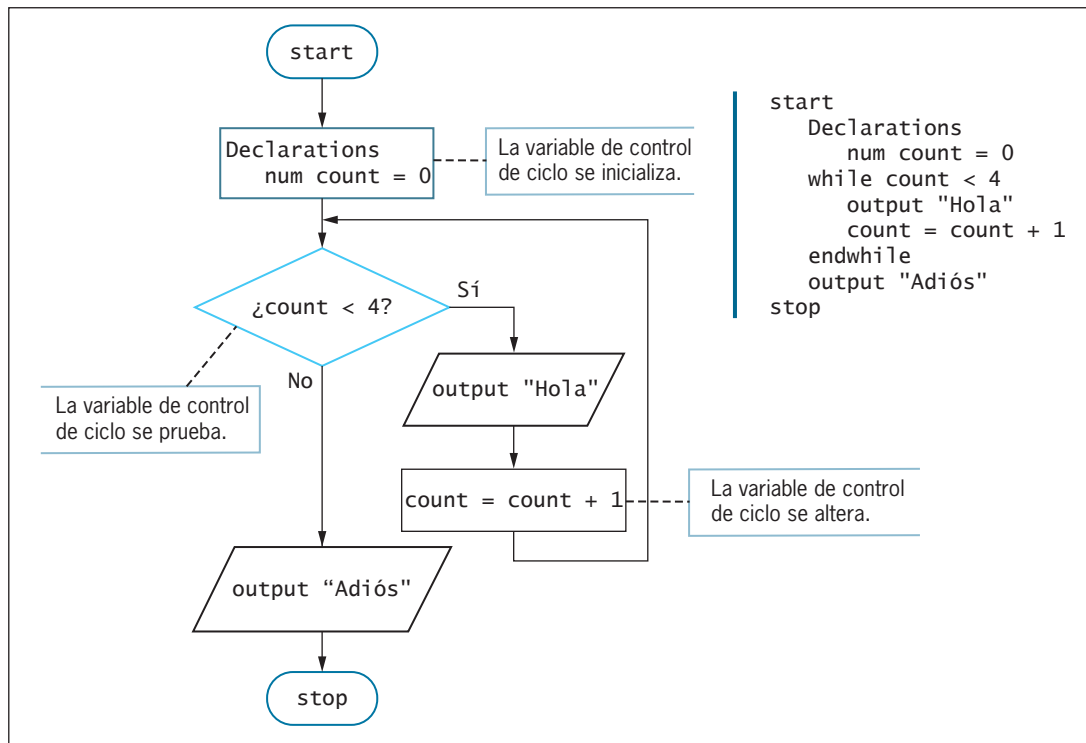 start
Declarations
num count = 0
La variable de control
de ciclo se inicializa.
¿count < 4?
Sí
No
La variable de control
de ciclo se prueba.
output "Hola"
count = count + 1
La variable de control
de ciclo se altera.
output “Adiós"
stop
start
Declarations
num count = 0
while count < 4
output "Hola"
count = count + 1
endwhile
output "Adiós"
stop